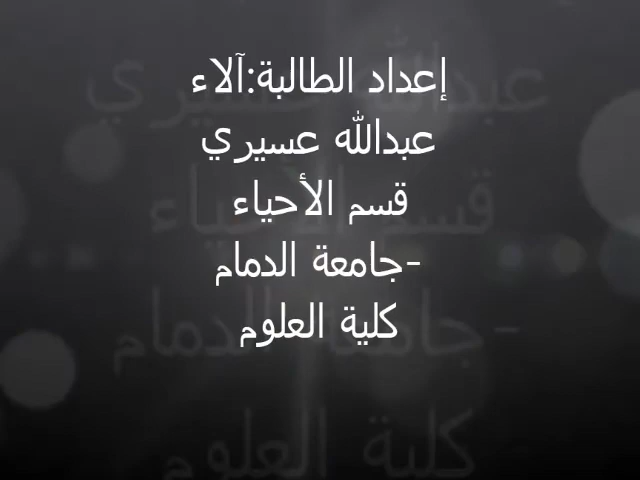 إعداد الطالبة:آلاء
عبدالله عسيري
قسم الأحياء
-جامعة الدمام
كلية العلوم